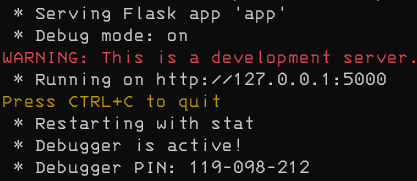 * Serving Flask app 'app'
* Debug mode: on
WARNING: This is a development server.
* Running on http://127.0.0.1:5000
Press CTRL+C to quit
* Restarting with stat
* Debugger is active!
* Debugger PIN: 119-098-212